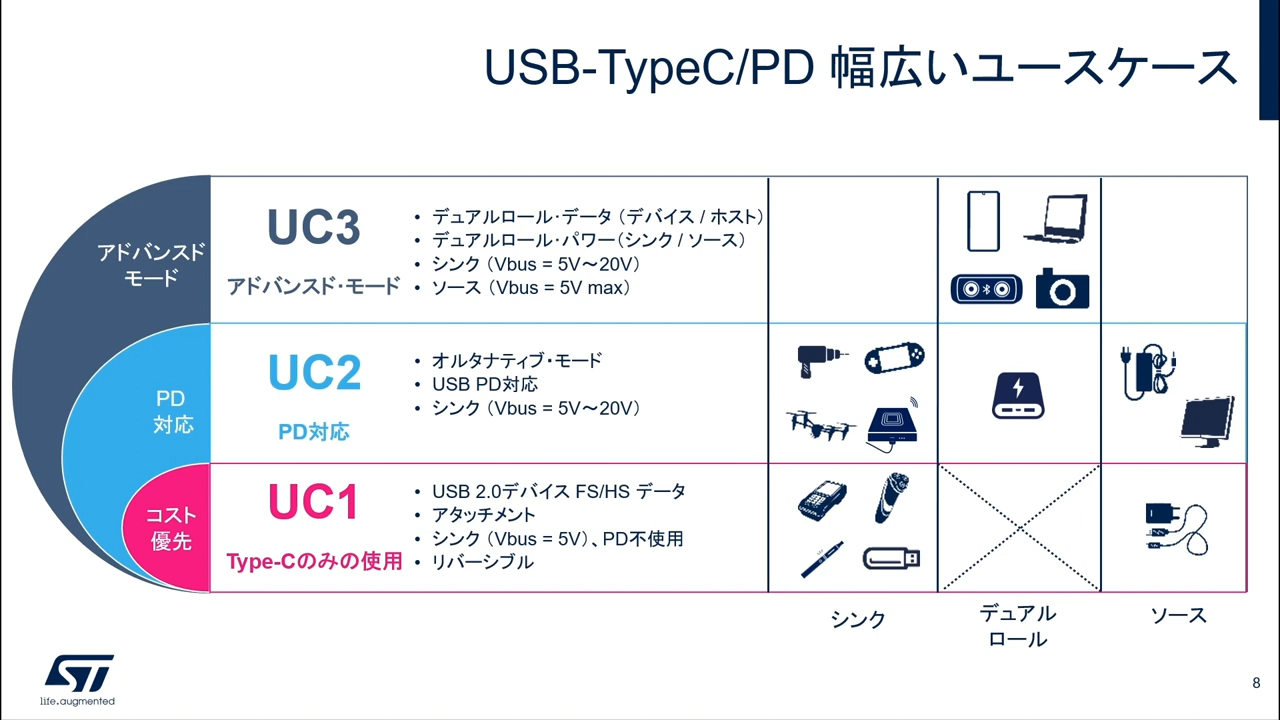 USB-TypeC/PD 幅広いユースケース
アドバンスド
モード
UC3
アドバンスド・モード
• デュアルロール・データ（デバイス / ホスト）
• デュアルロール・パワー（シンク / ソース）
• シンク（Vbus = 5V～20V）
• ソース（Vbus = 5V max）
PD
対応
UC2
PD対応
• オルタナティブ・モード
• USB PD対応
• シンク（Vbus = 5V～20V）
コスト
優先
UC1
Type-Cのみの使用
• USB 2.0デバイス FS/HS データ
• アタッチメント
• シンク（Vbus = 5V）、PD不使用
• リバーシブル
シンク
デュアル
ロール
ソース
ST
life.augmented
8